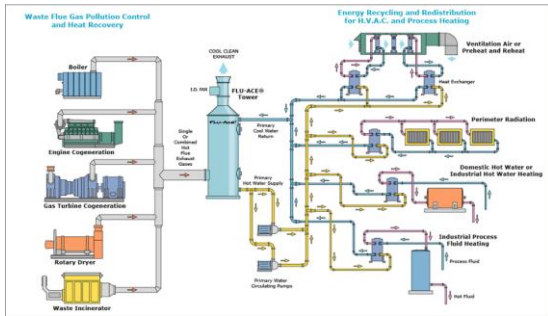 Waste Flue Gas Pollution Control
and Heat Recovery
Energy Recycling and Redistribution
for H.V.A.C. and Process Heating
Boiler
Engine Cogeneration
Gas Turbine Cogeneration
Rotary Dryer
Waste Incinerator
Single
or
Combined
Hot
Flue
Exhaust
Gases
COOL CLEAN
EXHAUST
I.D. FAN
FLU-ACE®
Tower
FLU-ACE®
Primary
Cool Water
Return
Primary
Hot Water Supply
Primary Water
Circulating Pumps
Ventilation Air or
Preheat and Reheat
Heat Exchanger
Perimeter Radiation
Domestic Hot Water or
Industrial Hot Water Heating
Industrial Process
Fluid Heating
Process Fluid
Hot Fluid